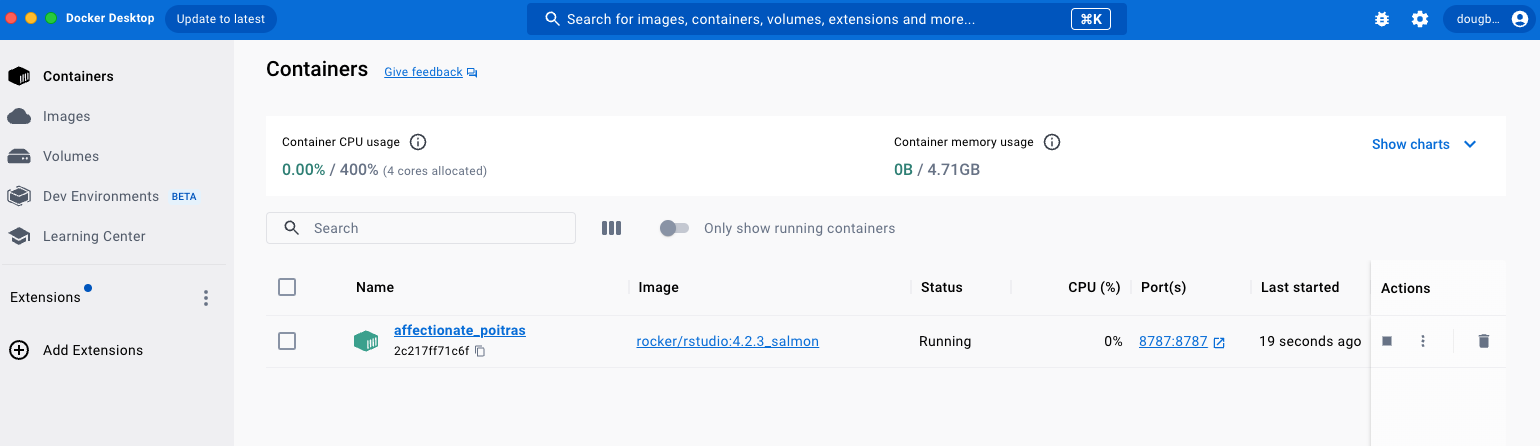 Docker Desktop Update to latest Search for images, containers, volumes, extensions and more... ⌘K dougb...
Containers
Images
Volumes
Dev Environments BETA
Learning Center
Extensions
Add Extensions
Containers Give feedback
Container CPU usage
0.00% / 400% (4 cores allocated)
Container memory usage
0B / 4.71GB
Show charts
Search
Only show running containers
Name Image Status CPU (%) Port(s) Last started Actions
affectionate_poitras
2c217ff71c6f
rocker/rstudio:4.2.3_salmon Running 0% 8787:8787 19 seconds ago